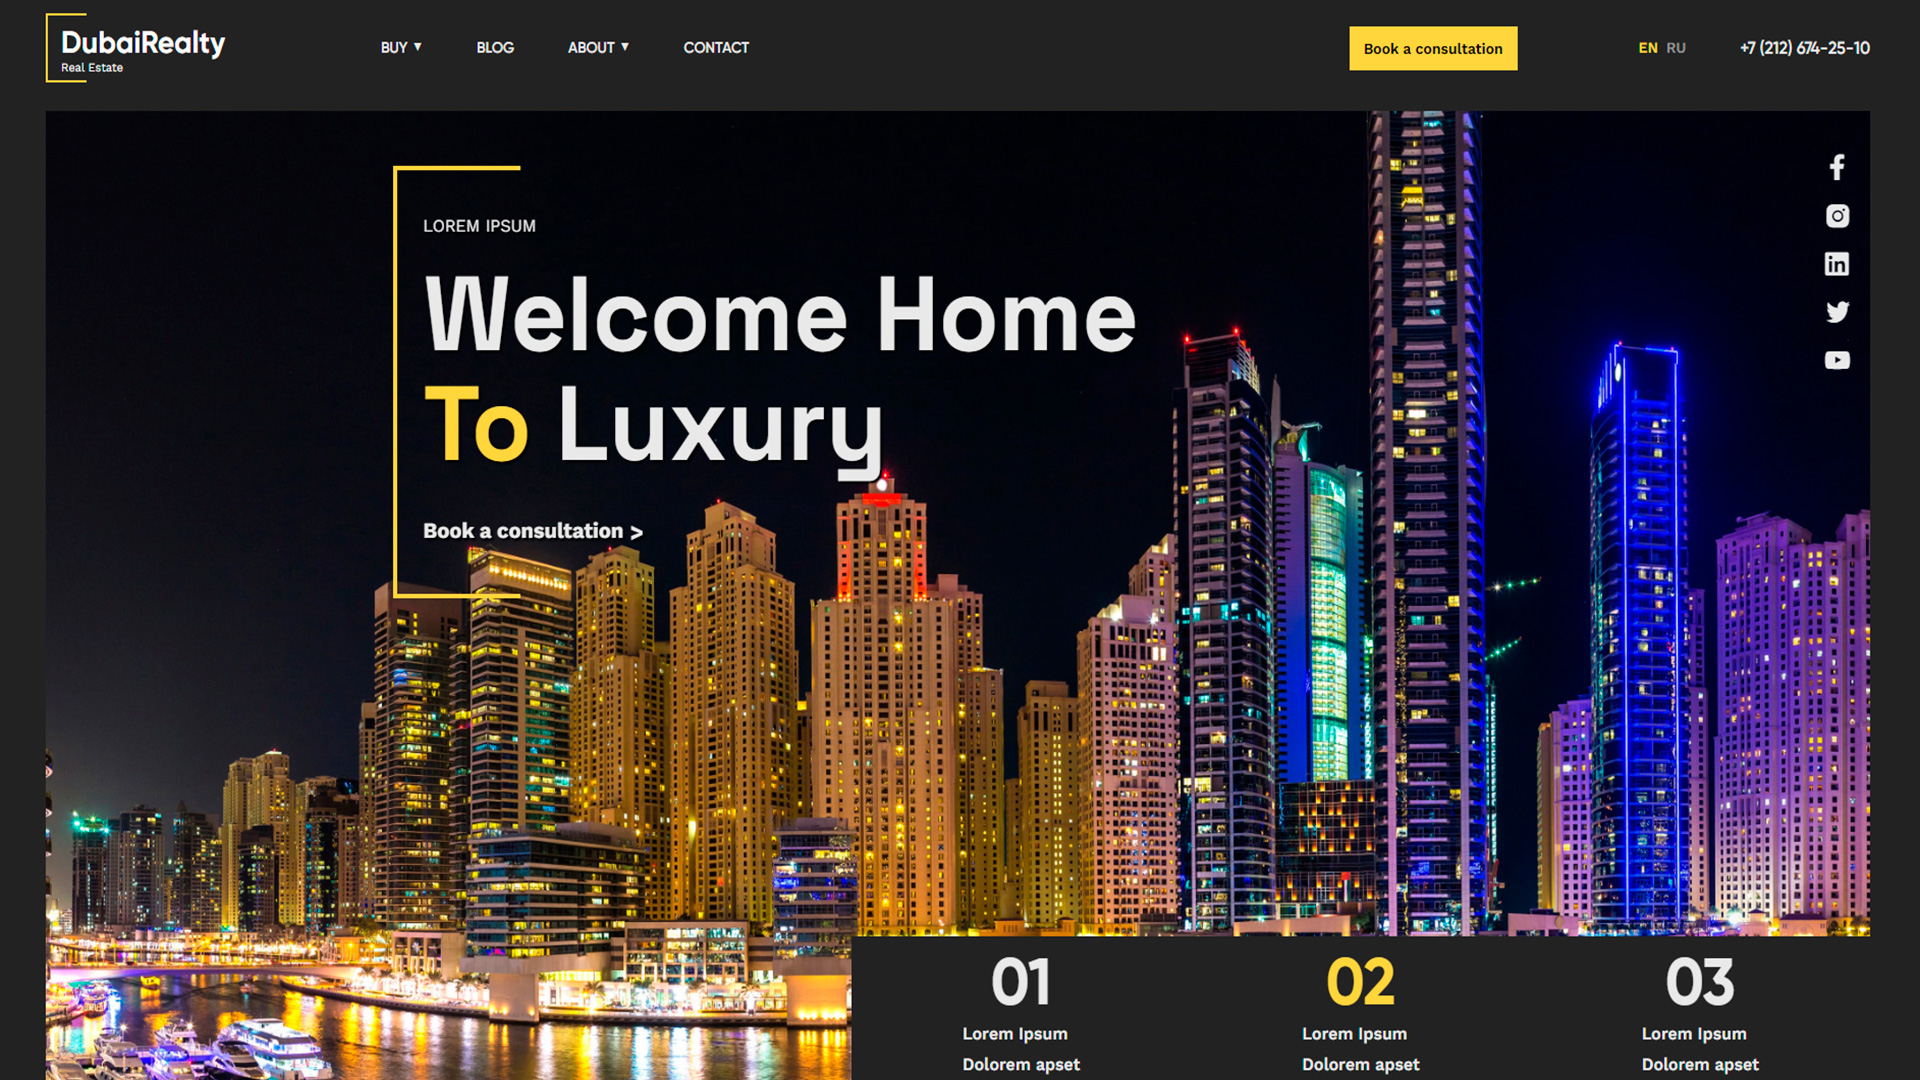 DubaiRealty
Real Estate
BUY ▼ BLOG ABOUT ▼ CONTACT
Book a consultation
EN RU
+7 (212) 674-25-10
LOREM IPSUM
Welcome Home
To Luxury
Book a consultation >
01 02 03
Lorem Ipsum Lorem Ipsum Lorem Ipsum
Dolorem apset Dolorem apset Dolorem apset